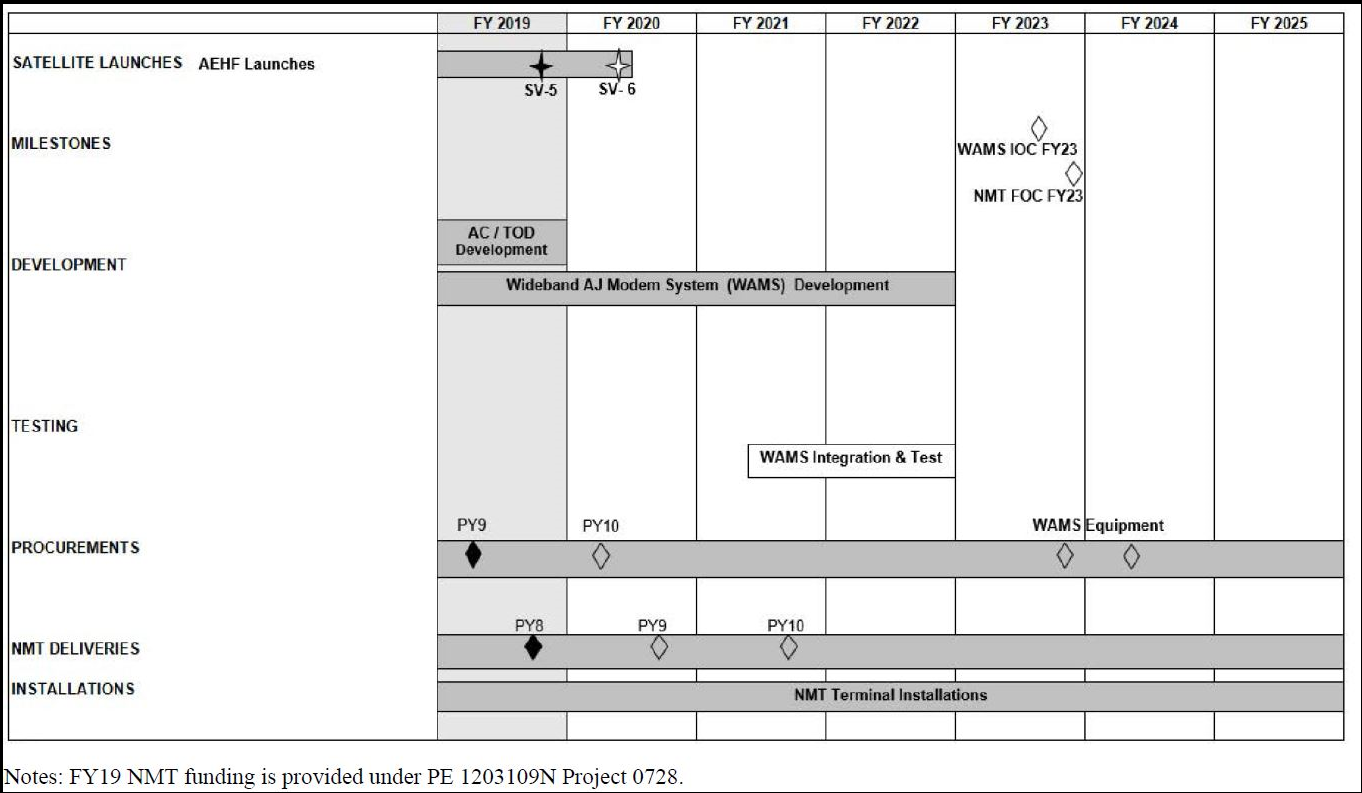 FY 2019 FY 2020 FY 2021 FY 2022 FY 2023 FY 2024 FY 2025
SATELLITE LAUNCHES AEHF Launches
SV-5 SV- 6
MILESTONES
WAMS IOC FY23
NMT FOC FY23
AC / TOD
Development
DEVELOPMENT
Wideband AJ Modem System (WAMS) Development
TESTING
WAMS Integration & Test
PY9 PY10 WAMS Equipment
PROCUREMENTS
PY8 PY9 PY10
NMT DELIVERIES
INSTALLATIONS
NMT Terminal Installations
Notes: FY19 NMT funding is provided under PE 1203109N Project 0728.